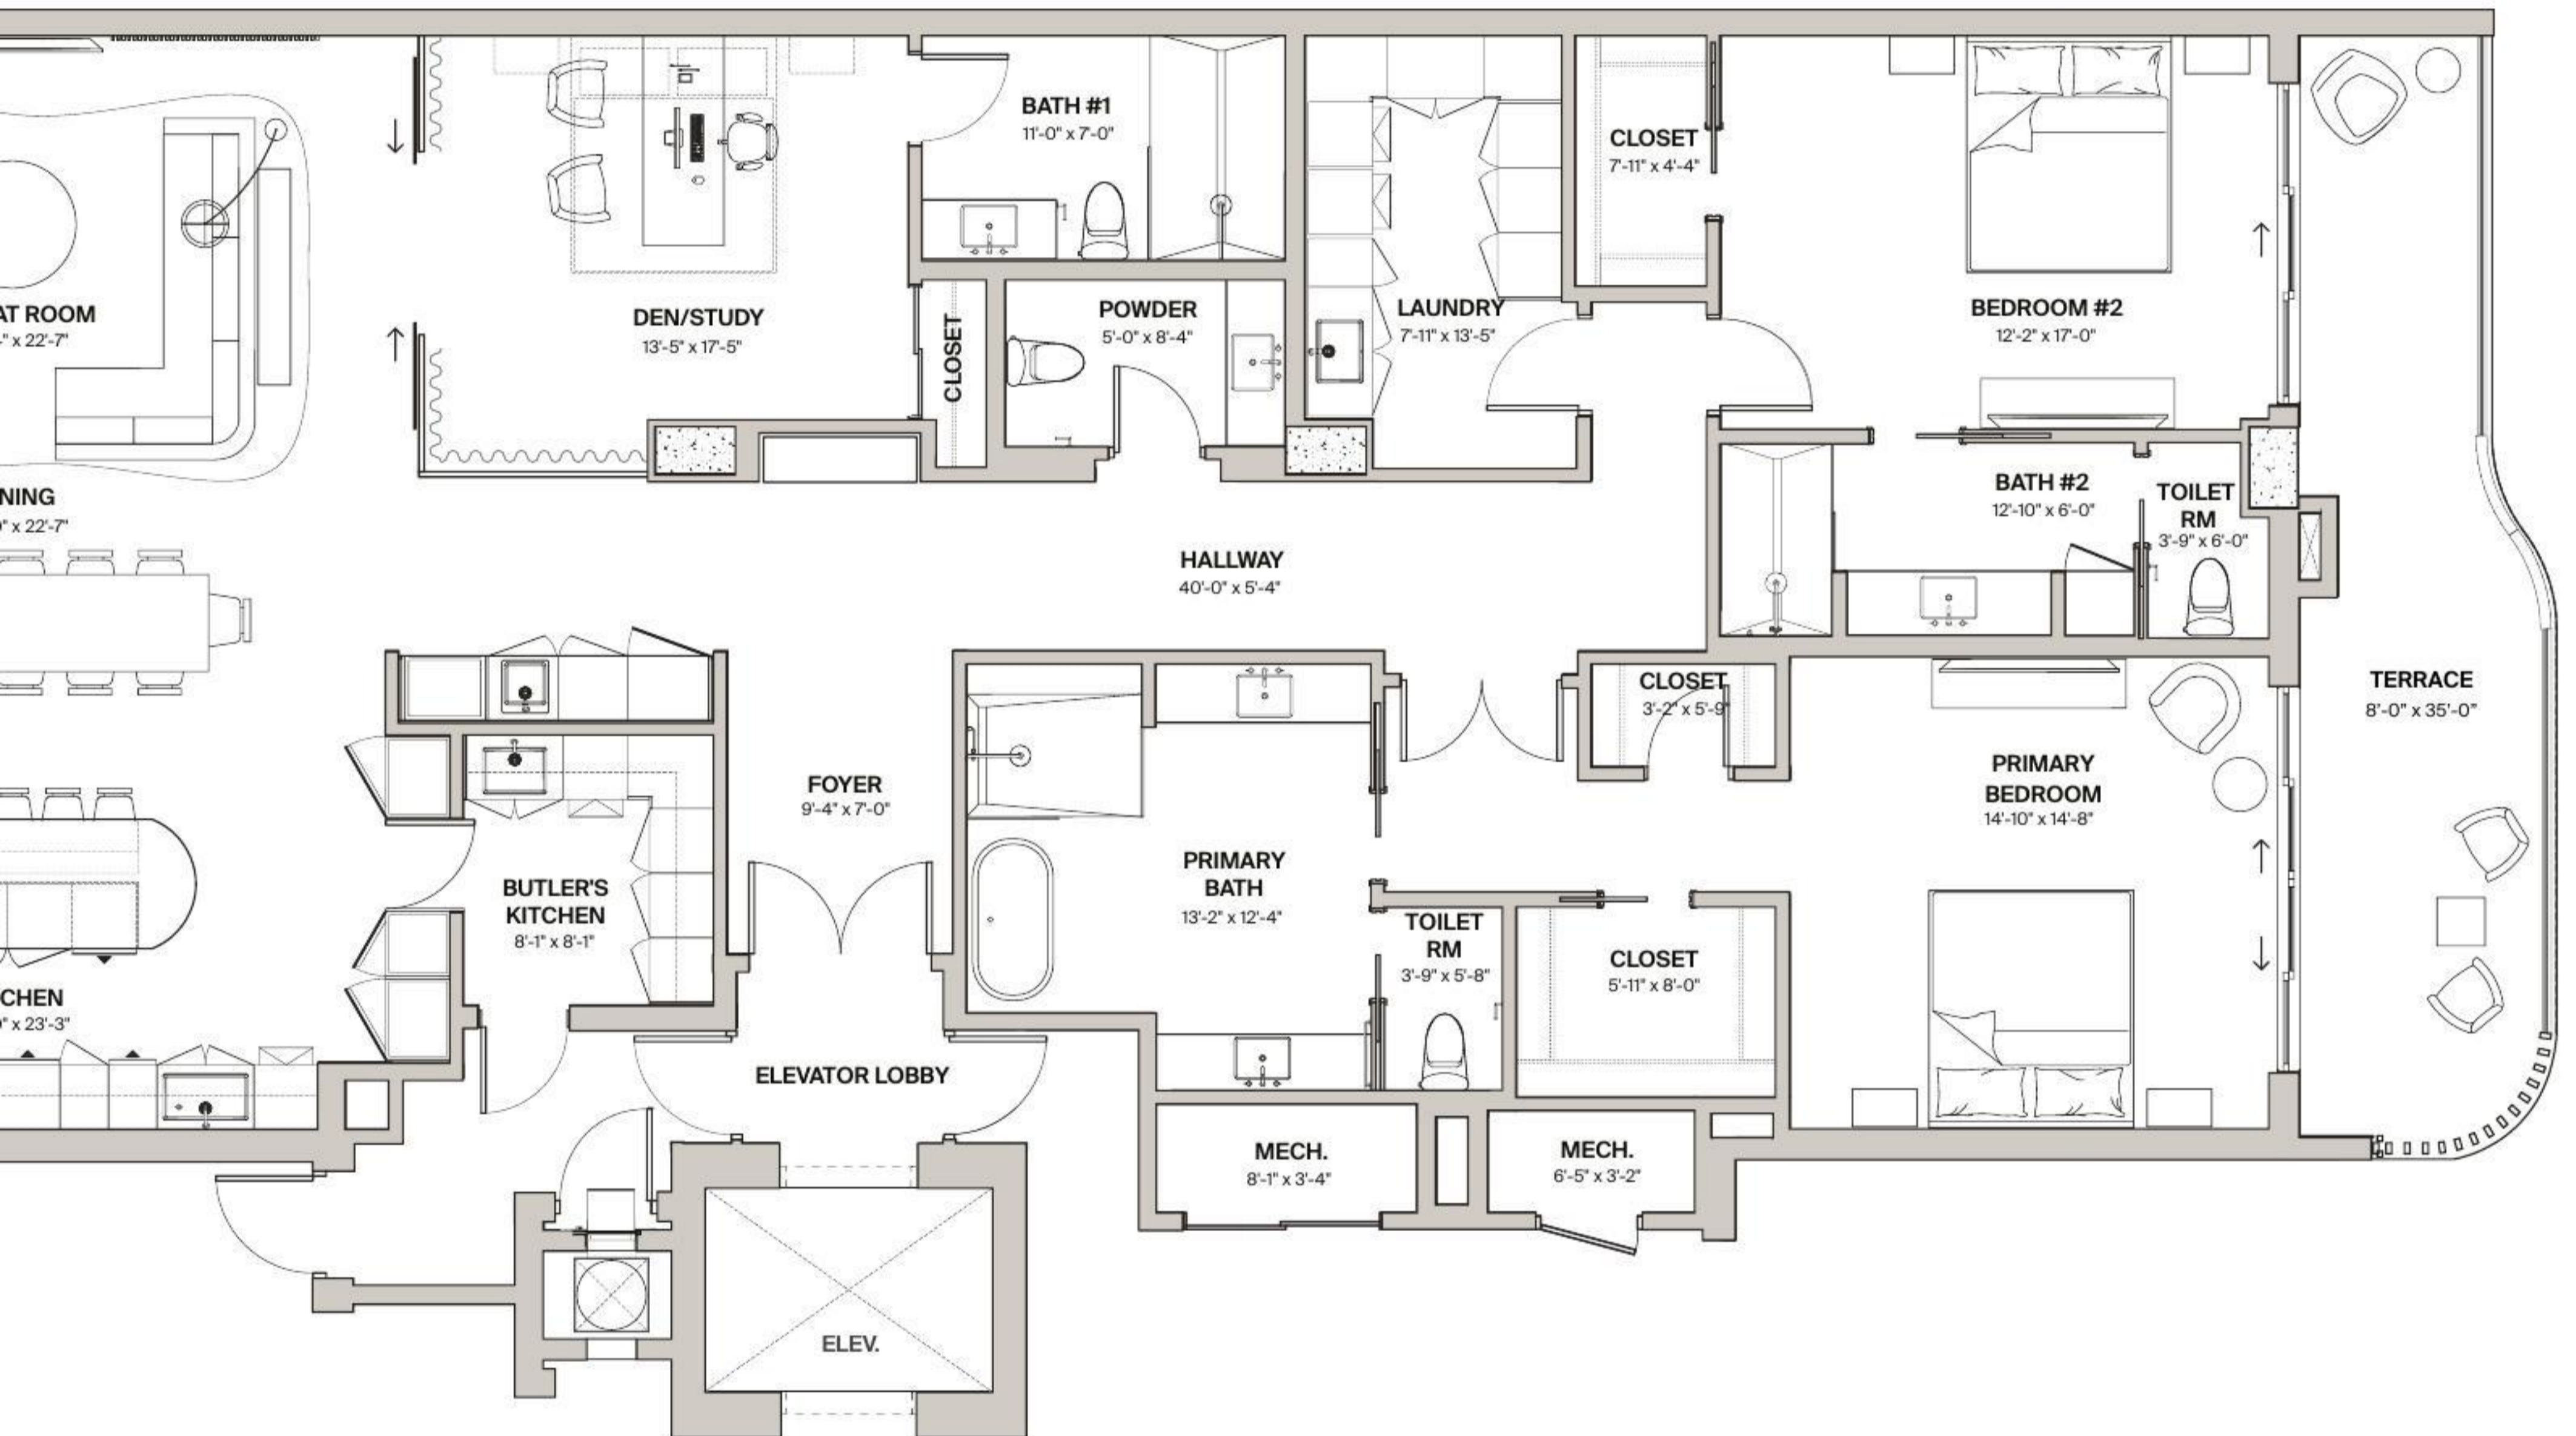 BATH #1
11'-0" x 7'-0"
CLOSET
7'-11" x 4'-4"
AT ROOM
" x 22'-7"
DEN/STUDY
13'-5" x 17'-5"
CLOSET
POWDER
5'-0" x 8'-4"
LAUNDRY
7'-11" x 13'-5"
BEDROOM #2
12'-2" x 17'-0"
NING
" x 22'-7"
BATH #2
12'-10" x 6'-0"
TOILET
RM
3'-9" x 6'-0"
HALLWAY
40'-0" x 5'-4"
CLOSET
3'-2" x 5'-9"
TERRACE
8'-0" x 35'-0"
FOYER
9'-4" x 7'-0"
PRIMARY
BEDROOM
14'-10" x 14'-8"
BUTLER'S
KITCHEN
8'-1" x 8'-1"
PRIMARY
BATH
13'-2" x 12'-4"
TOILET
RM
3'-9" x 5'-8"
CLOSET
5'-11" x 8'-0"
CHEN
" x 23'-3"
ELEVATOR LOBBY
MECH.
8'-1" x 3'-4"
MECH.
6'-5" x 3'-2"
ELEV.